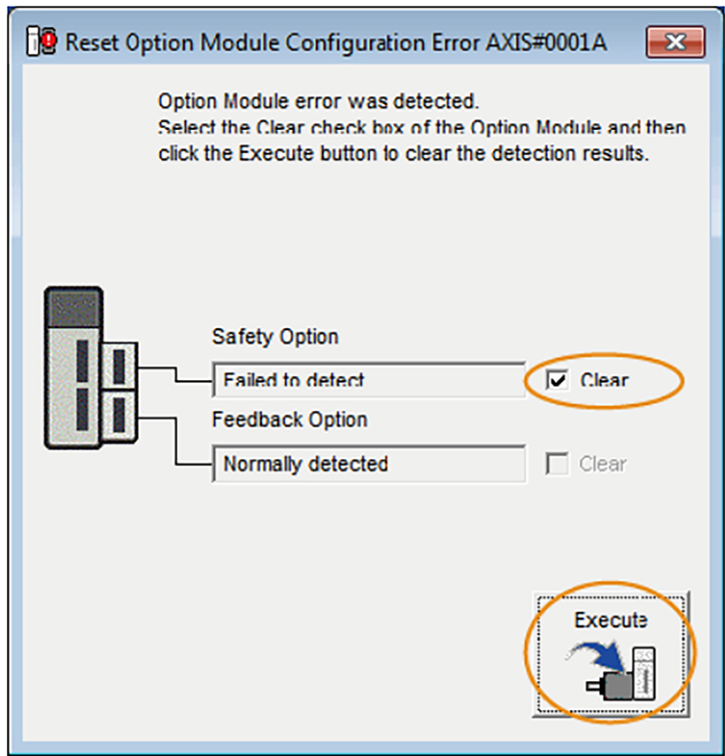 Reset Option Module Configuration Error AXIS#0001A
Option Module error was detected.
Select the Clear check box of the Option Module and then
click the Execute button to clear the detection results.
Safety Option
Failed to detect
Clear
Feedback Option
Normally detected
Clear
Execute